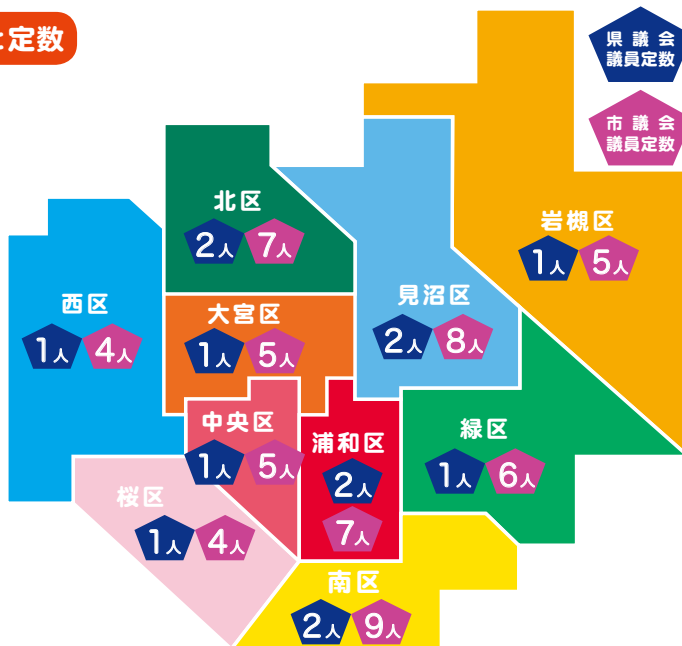 定数
県議会
議員定数
市議会
議員定数
北区
2人 7人
岩槻区
1人 5人
西区
1人 4人
大宮区
1人 5人
見沼区
2人 8人
中央区
1人 5人
浦和区
2人
7人
緑区
1人 6人
桜区
1人 4人
南区
2人 9人